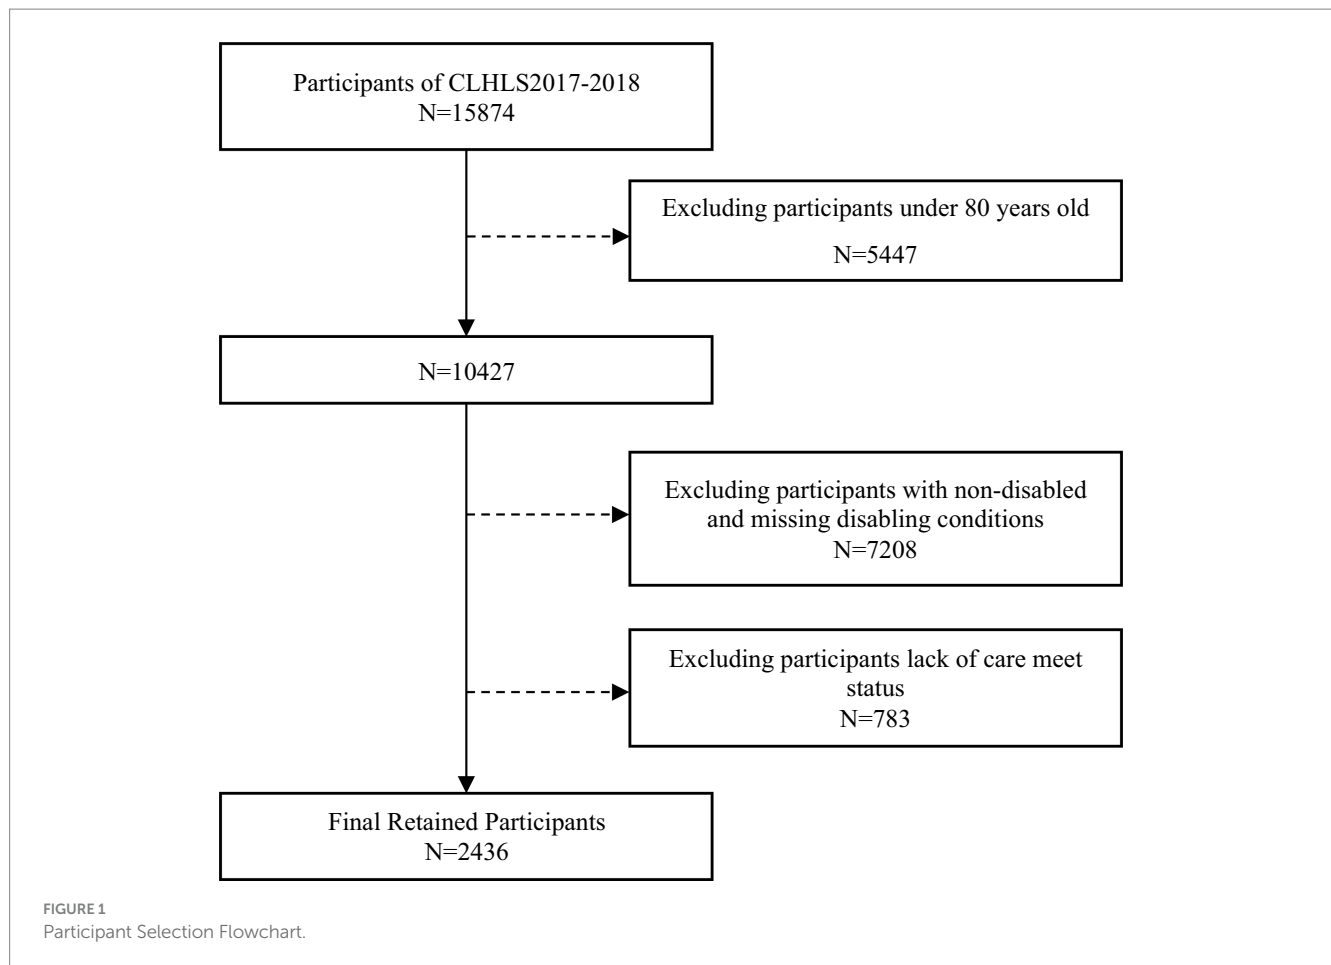 Participants of CLHLS2017-2018
N=15874
Excluding participants under 80 years old
N=5447
N=10427
Excluding participants with non-disabled
and missing disabling conditions
N=7208
Excluding participants lack of care meet
status
N=783
Final Retained Participants
N=2436
FIGURE 1
Participant Selection Flowchart.